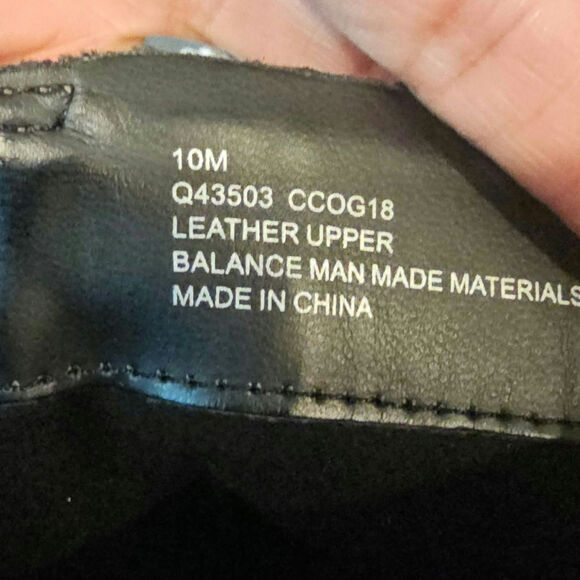 10M
Q43503 CCOG18
LEATHER UPPER
BALANCE MAN MADE MATERIALS
MADE IN CHINA